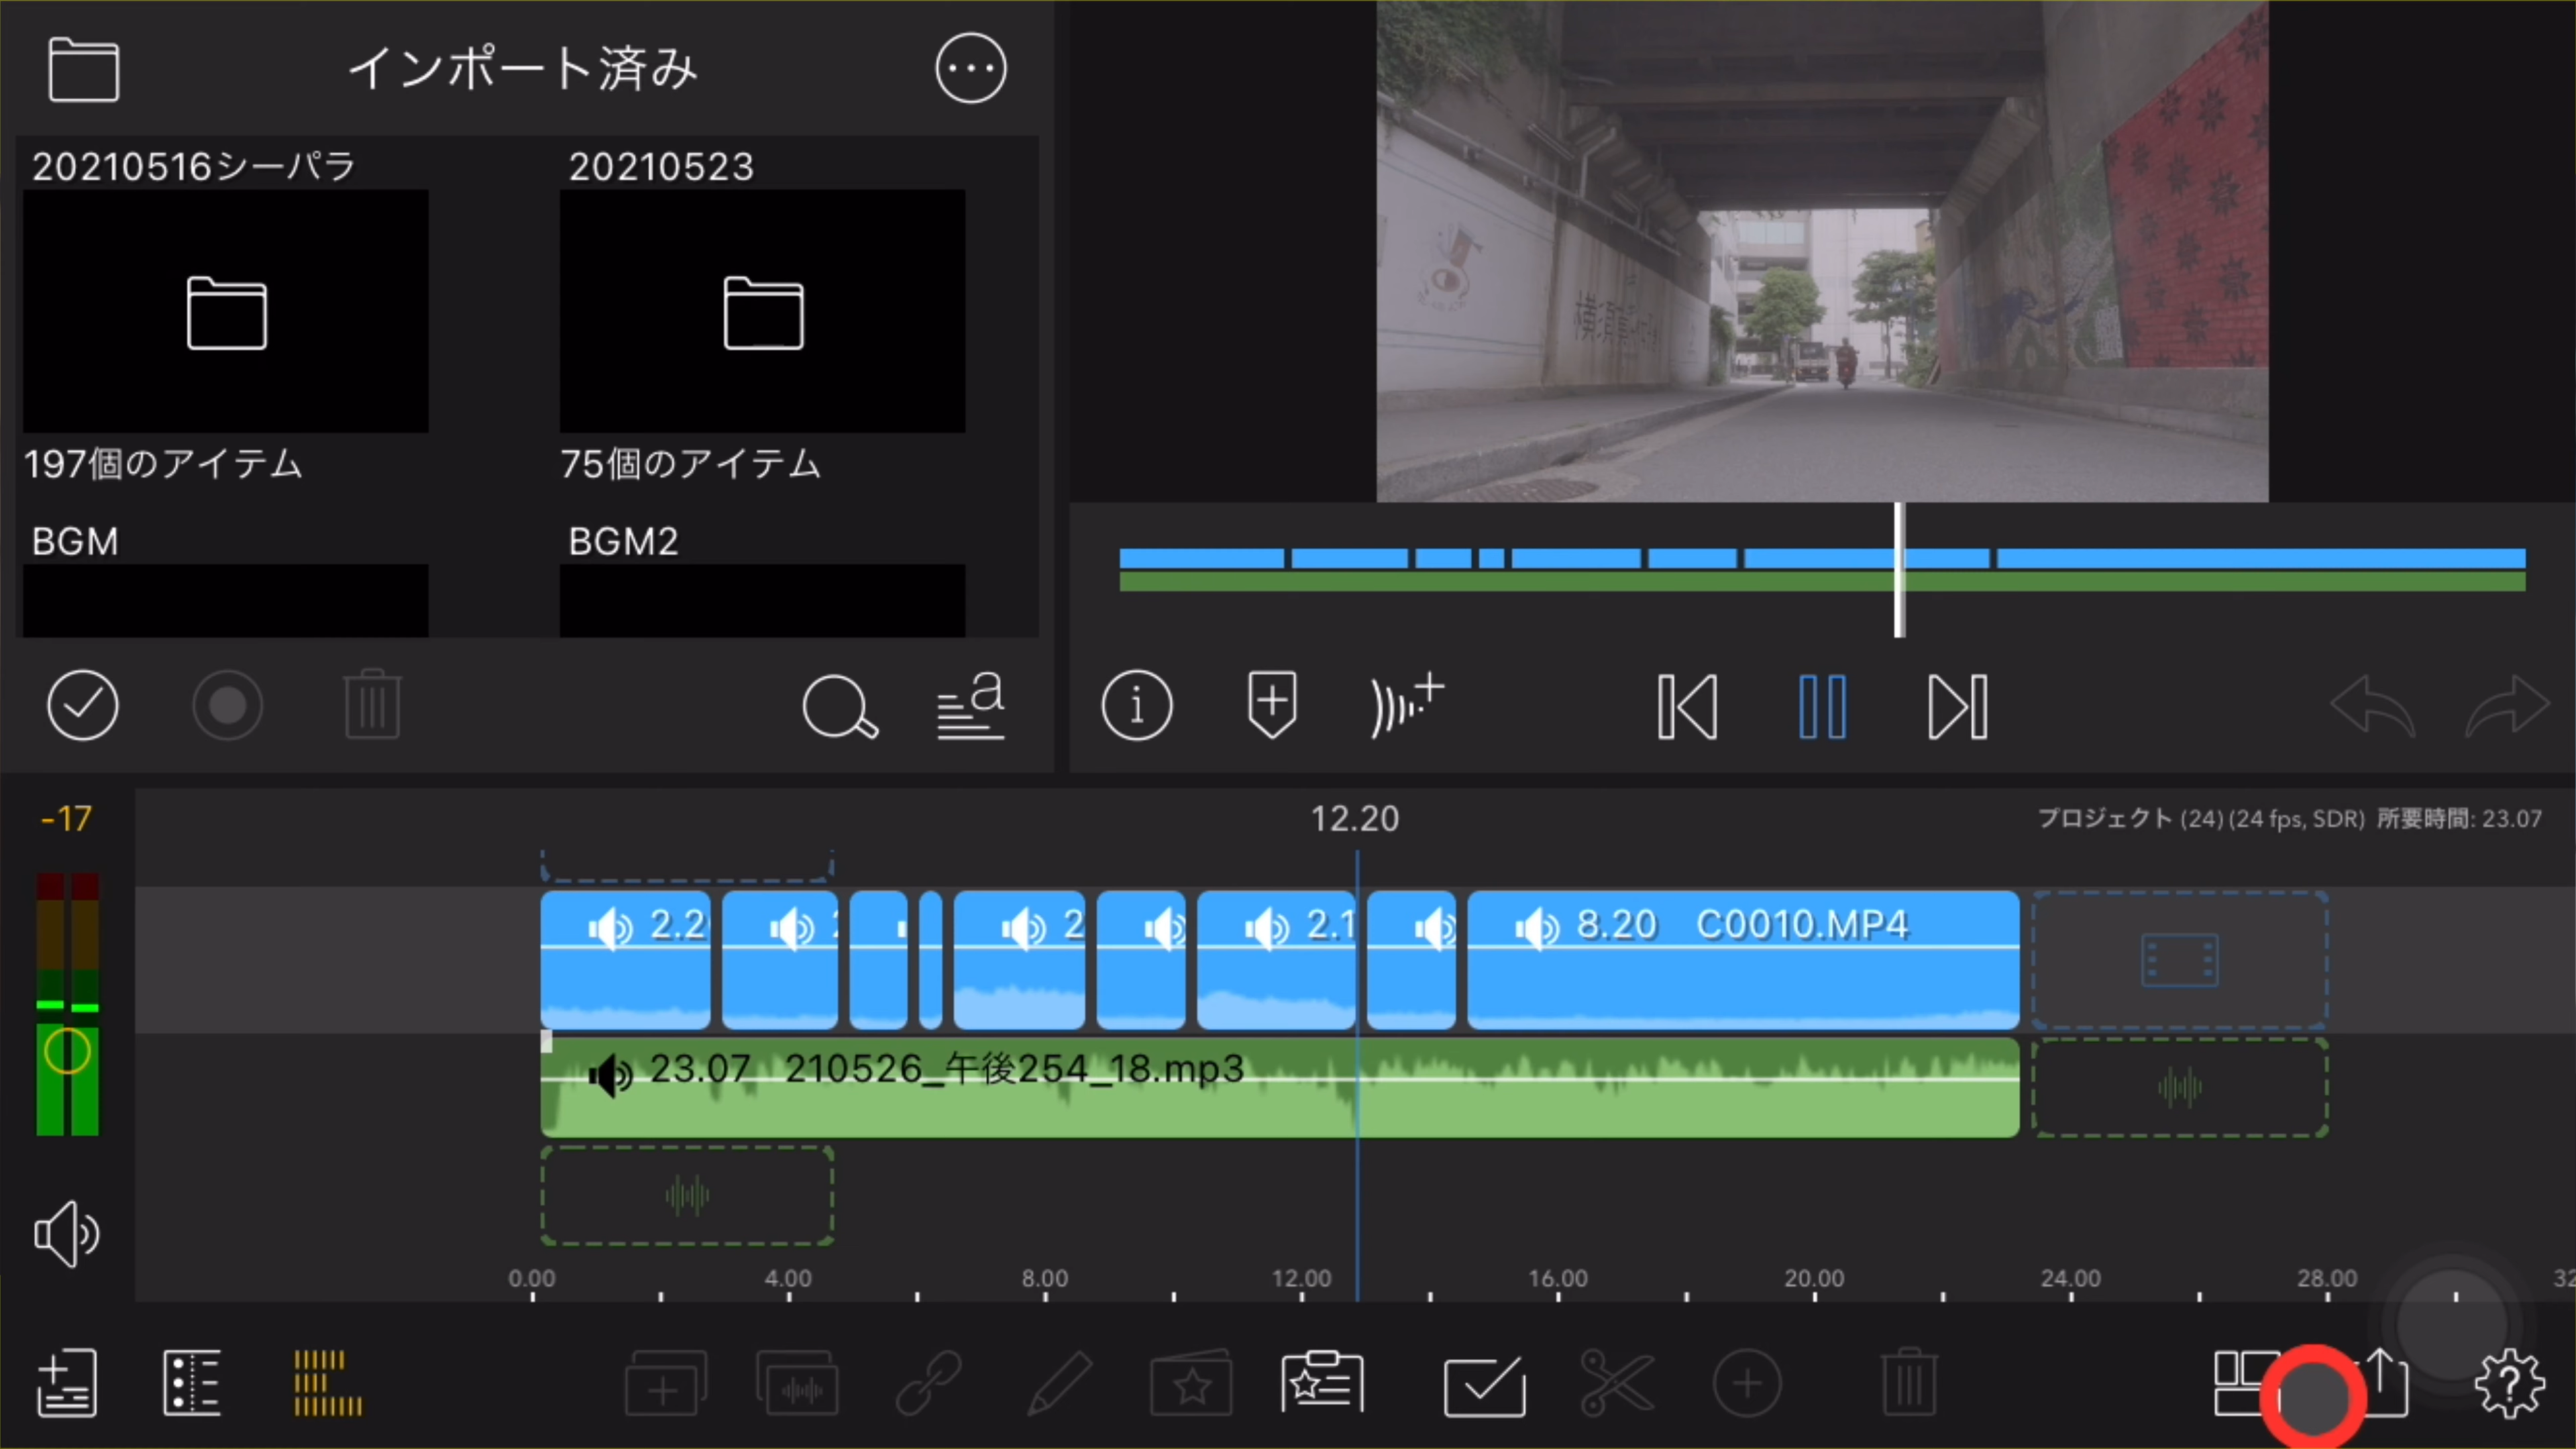 インポート済み
20210516シーパラ
20210523
197個のアイテム
75個のアイテム
BGM
BGM2
a
-17
12.20
プロジェクト (24) (24 fps, SDR) 所要時間: 23.07
2.2
2
2
2.1
8.20 C0010.MP4
23.07 210526_午後254_18.mp3
0.00 4.00 8.00 12.00 16.00 20.00 24.00 28.00 32